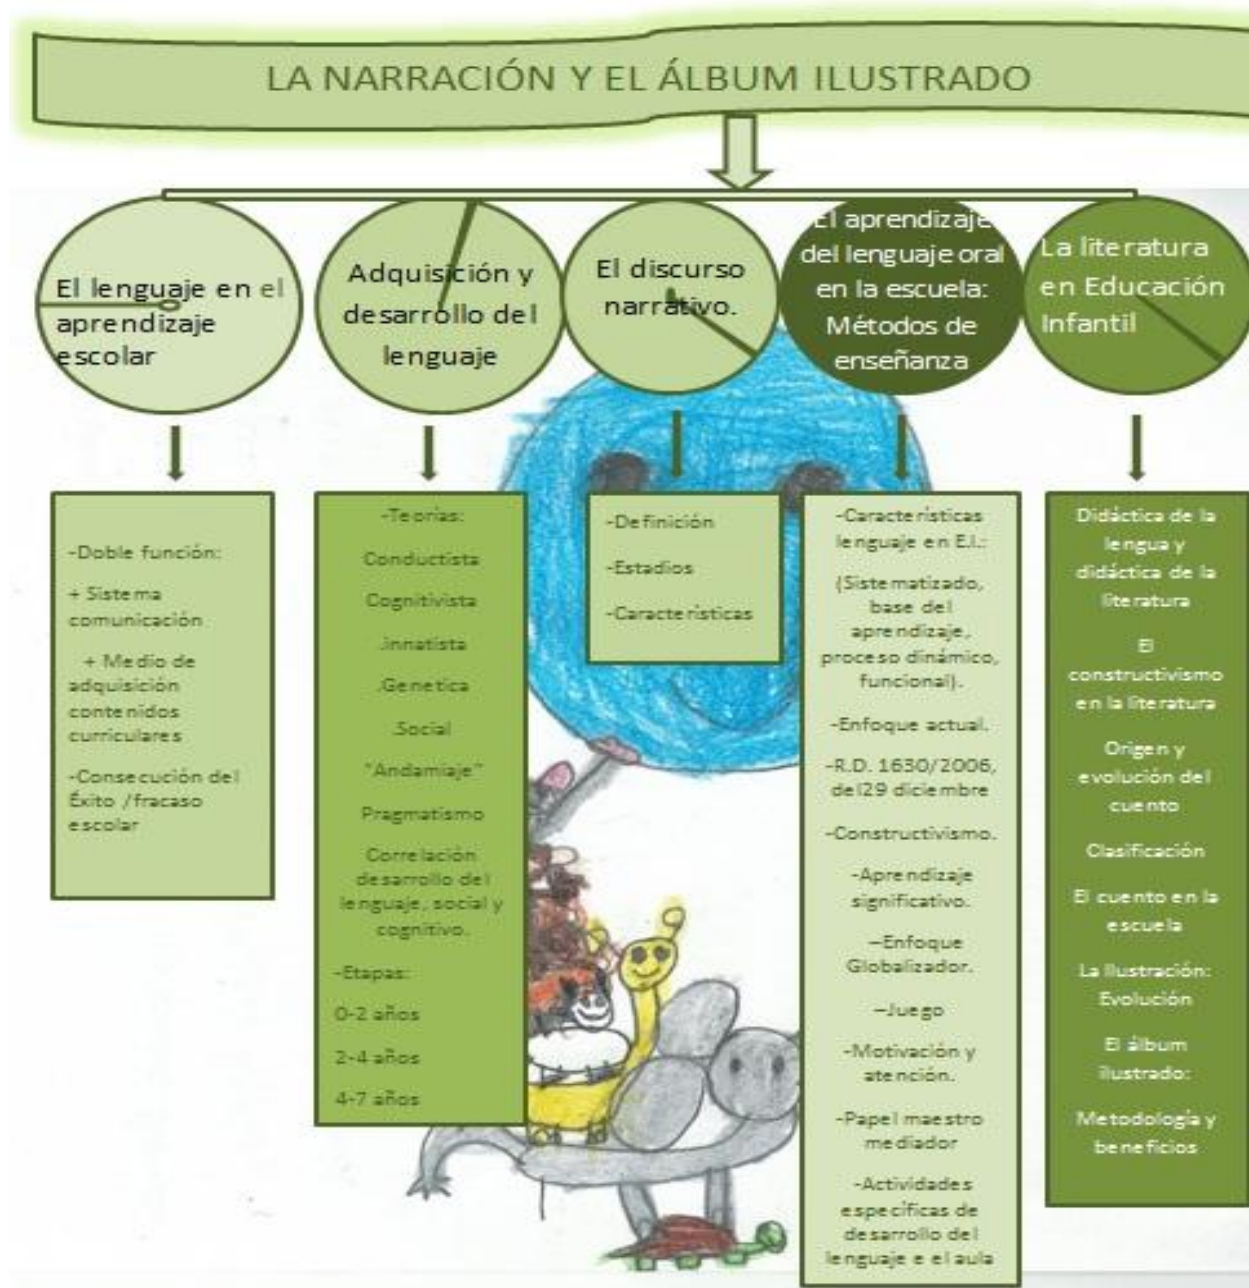 LA NARRACIÓN Y EL ÁLBUM ILUSTRADO
El lenguaje en el
aprendizaje
escolar
Adquisición y
desarrollo del
lenguaje
El discurso
narrativo.
El aprendizaje
del lenguaje oral
en la escuela:
Métodos de
enseñanza
La literatura
en Educación
Infantil
-Doble función:
+ Sistema
comunicación
+ Medio de
adquisición
contenidos
curriculares
-Consecución del
Éxito /fracaso
escolar
-Teorías:
Conductista
Cognitivista
.Innatista
.Genetica
.Social
"Andamiaje"
Pragmatismo
Correlación
desarrollo del
lenguaje, social y
cognitivo.
-Etapas:
0-2 años
2-4 años
4-7 años
-Definición
-Estadios
-Características
-Características
lenguaje en E.I.:
(Sistematizado,
base del
aprendizaje,
proceso dinámico,
funcional).
-Enfoque actual.
-R.D. 1630/2006,
del29 diciembre
-Constructivismo.
-Aprendizaje
significativo.
–Enfoque
Globalizador.
–Juego
-Motivación y
atención.
-Papel maestro
mediador
-Actividades
específicas de
desarrollo del
lenguaje e el aula
Didáctica de la
lengua y
didáctica de la
literatura
El
constructivismo
en la literatura
Origen y
evolución del
cuento
Clasificación
El cuento en la
escuela
La Ilustración:
Evolución
El álbum
ilustrado:
Metodología y
beneficios